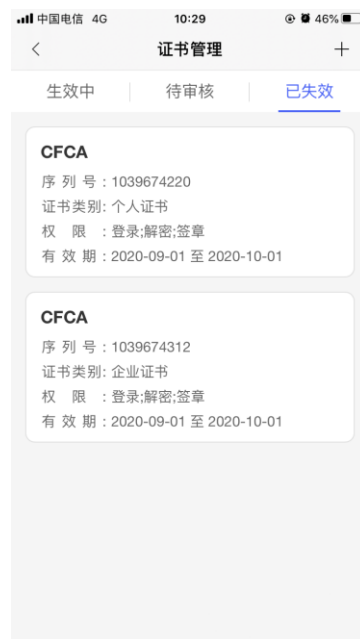 中国电信 4G 10:29 46%
证书管理
生效中 待审核 已失效
CFCA
序 列 号 : 1039674220
证书类别: 个人证书
权 限 : 登录;解密;签章
有 效 期 : 2020-09-01 至 2020-10-01
CFCA
序 列 号 : 1039674312
证书类别: 企业证书
权 限 : 登录;解密;签章
有 效 期 : 2020-09-01 至 2020-10-01